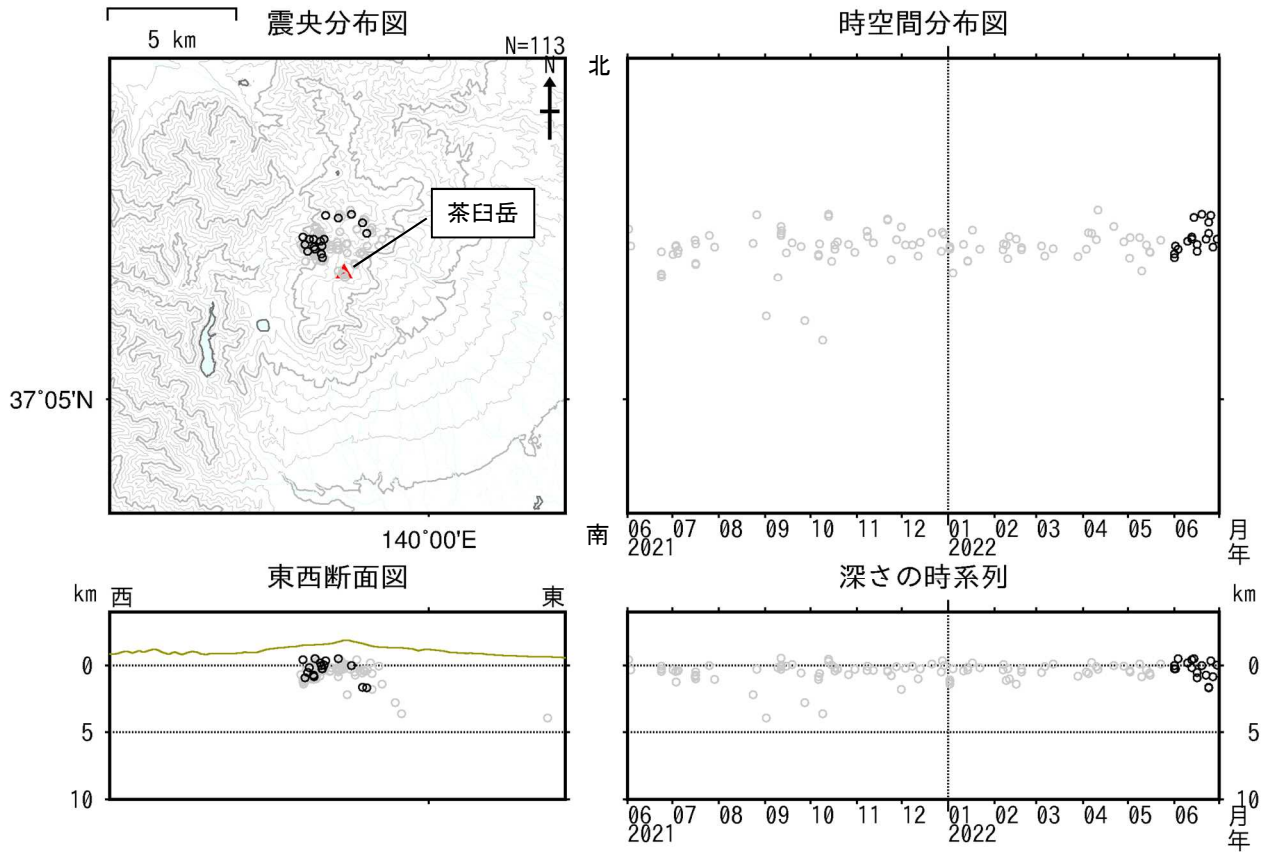 5 km
震央分布図
N=113
N
茶臼岳
37°05'N
140°00'E
時空間分布図
北
南
06 07 08 09 10 11 12 01 02 03 04 05 06 月
2021 2022 年
東西断面図
km 西 東
0
5
10
深さの時系列
km
0
5
10
06 07 08 09 10 11 12 01 02 03 04 05 06 月
2021 2022 年